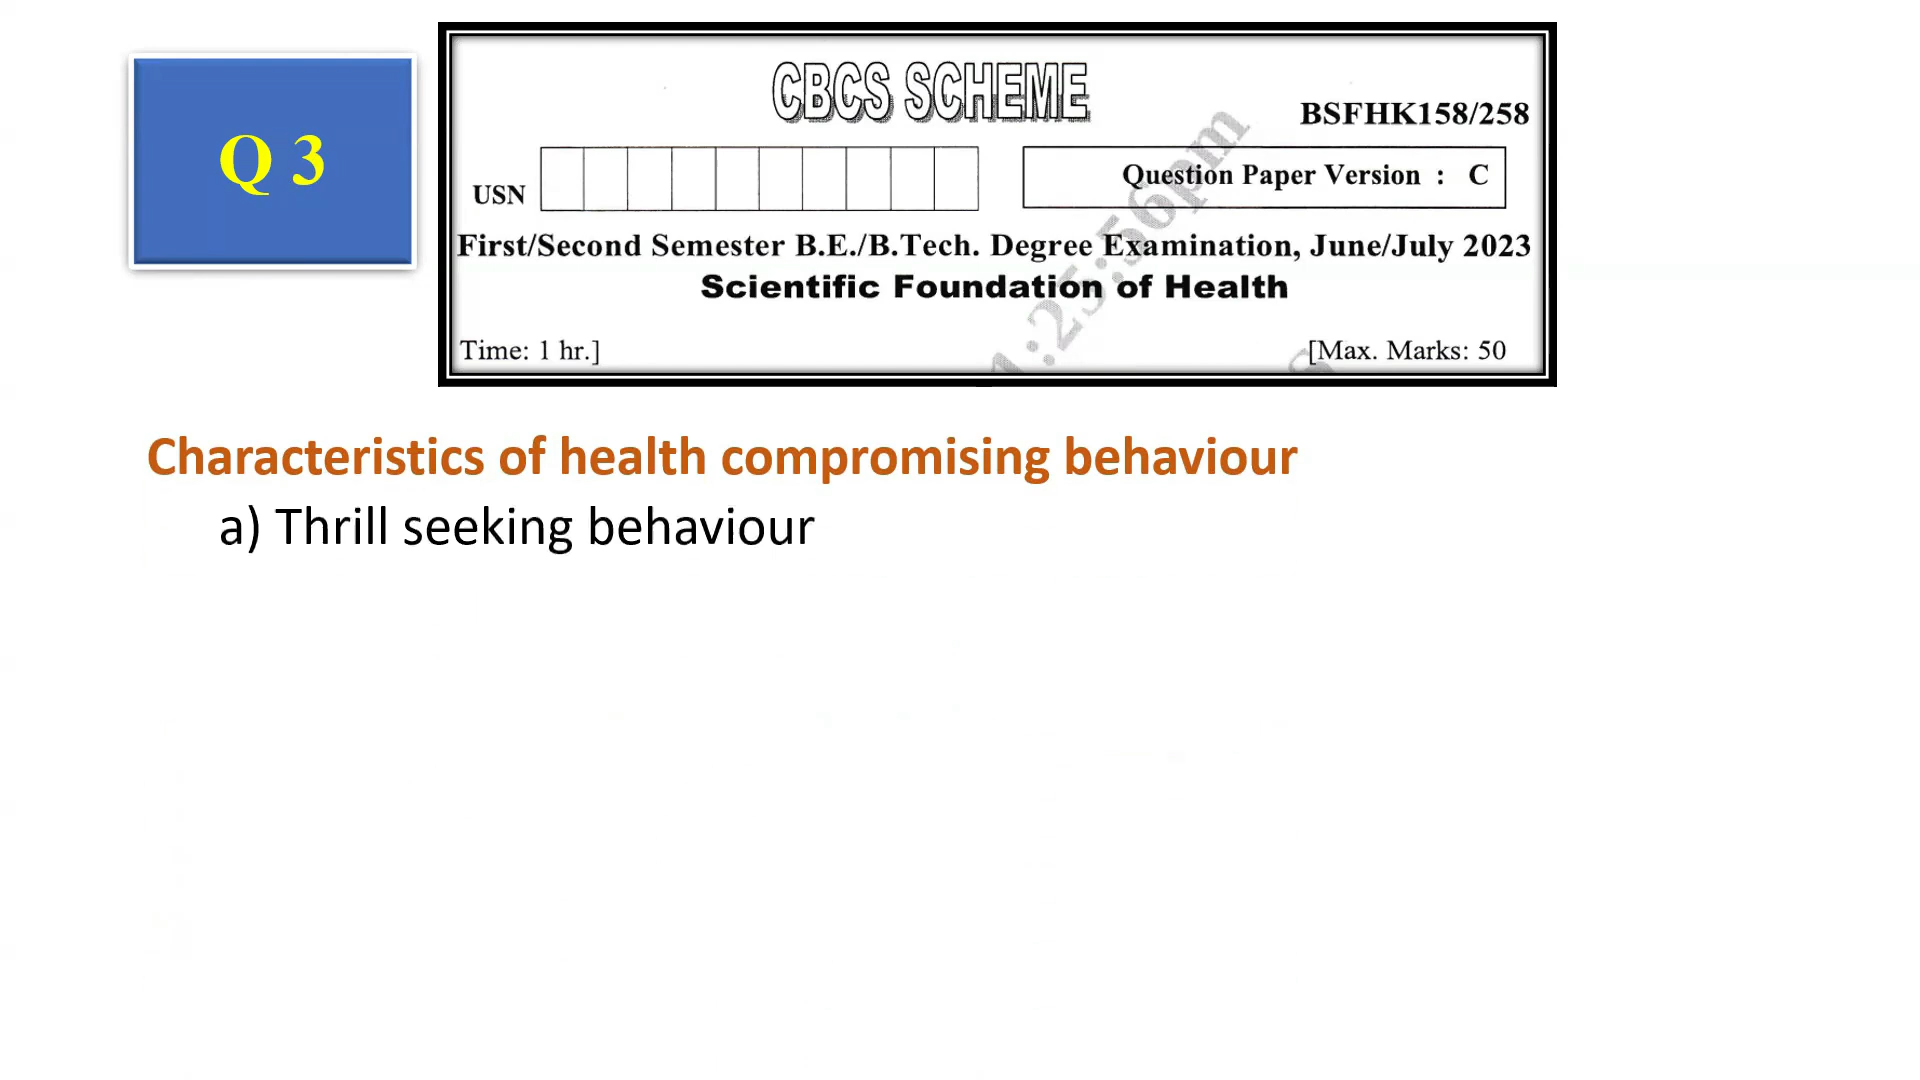 Q 3
CBCS SCHEME
BSFHK158/258
USN
Question Paper Version : C
First/Second Semester B.E./B.Tech. Degree Examination, June/July 2023
Scientific Foundation of Health
Time: 1 hr.]
[Max. Marks: 50
Characteristics of health compromising behaviour
a) Thrill seeking behaviour